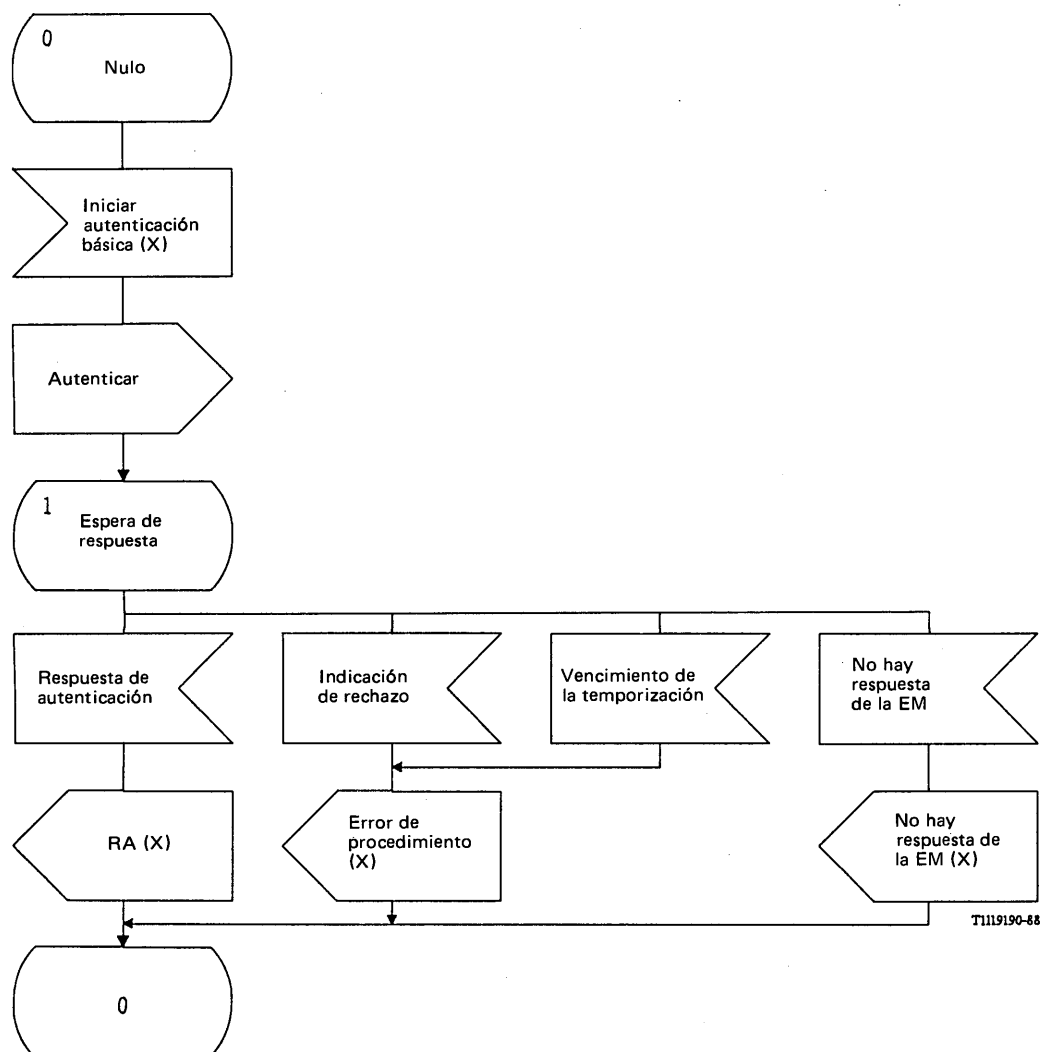 0
Nulo
Iniciar
autenticación
básica (X)
Autenticar
1
Espera de
respuesta
Respuesta de
autenticación
Indicación
de rechazo
Vencimiento de
la temporización
No hay
respuesta
de la EM
RA (X)
Error de
procedimiento
(X)
No hay
respuesta de
la EM (X)
T1119190-88
0